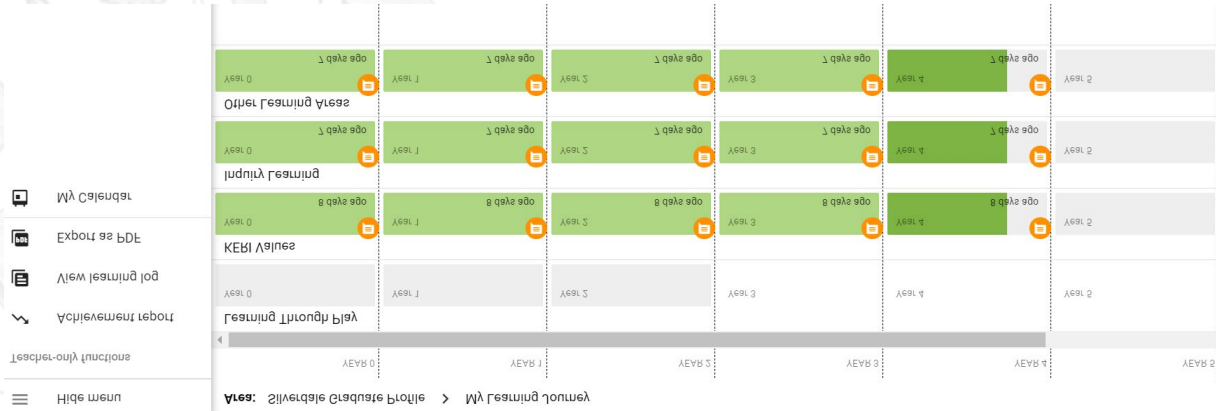 Hide menu
Teacher-only functions
Achievement report
View learning log
Export as PDF
My Calendar
Area: Silverdale Graduate Profile > My Learning Journey
YEAR 0 YEAR 1 YEAR 2 YEAR 3 YEAR 4 YEAR 5
Learning Through Play
Year 0 Year 1 Year 2 Year 3 Year 4 Year 5
KERI Values
Year 0 Year 1 Year 2 Year 3 Year 4 Year 5
8 days ago 8 days ago 8 days ago 8 days ago 8 days ago
Inquiry Learning
Year 0 Year 1 Year 2 Year 3 Year 4 Year 5
7 days ago 7 days ago 7 days ago 7 days ago 7 days ago
Other Learning Areas
Year 0 Year 1 Year 2 Year 3 Year 4 Year 5
7 days ago 7 days ago 7 days ago 7 days ago 7 days ago